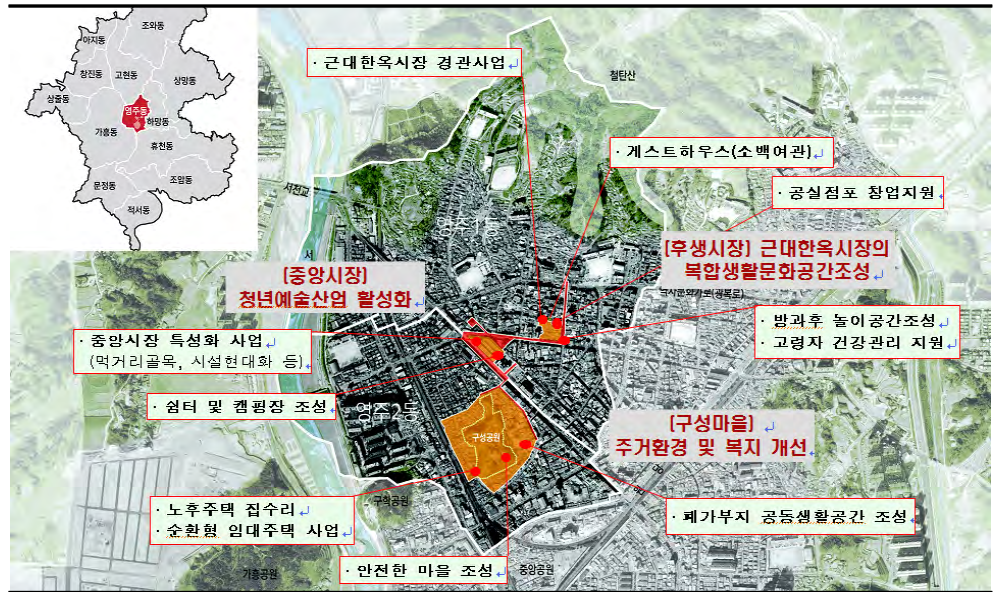 조와동
아지동
창진동
고현동
상망동
상줄동
영주동
하망동
가흥동
휴천동
조암동
문정동
적서동
· 근대한옥시장 경관사업
철탄산
· 게스트하우스(소백여관)
서천교
· 공실점포 창업지원
영주1동
[후생시장] 근대한옥시장의
복합생활문화공간조성
[중앙시장]
청년예술산업 활성화
· 방과후 놀이공간조성
· 고령자 건강관리 지원
· 중앙시장 특성화 사업
(먹거리골목, 시설현대화 등)
· 쉼터 및 캠핑장 조성
영주2동
[구성마을]
주거환경 및 복지 개선
구성공원
구학공원
· 노후주택 집수리
· 순환형 임대주택 사업
· 폐가부지 공동생활공간 조성
· 안전한 마을 조성
가흥공원
중앙공원